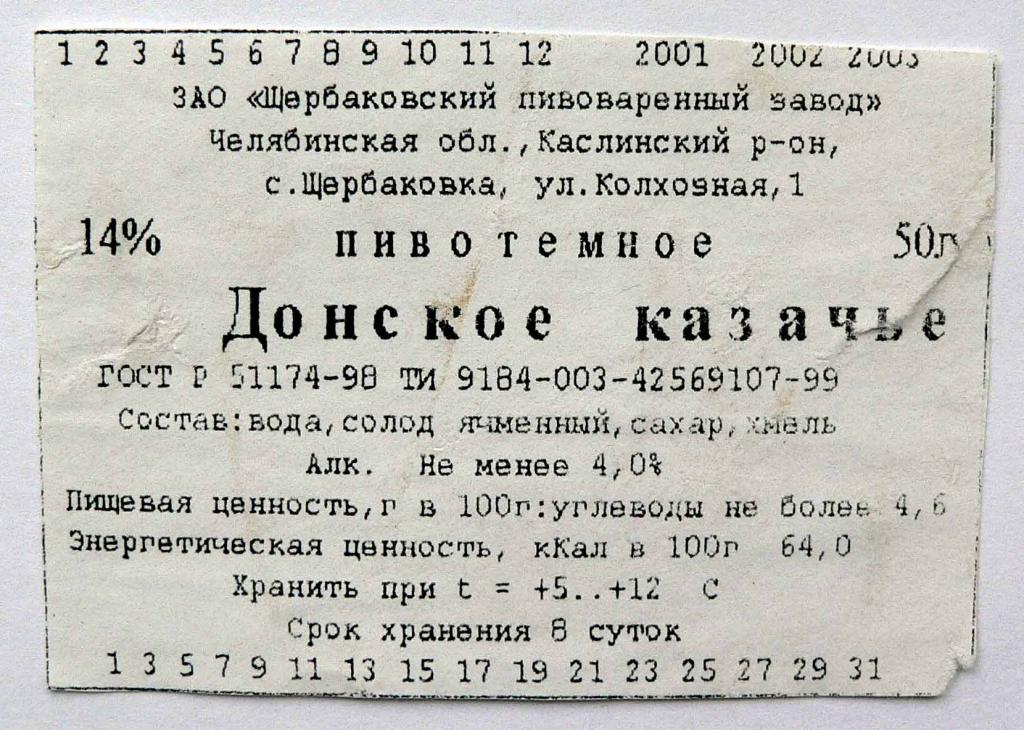 1 2 3 4 5 6 7 8 9 10 11 12 2001 2002 2003
ЗАО «Щербаковский пивоваренный завод»
Челябинская обл.,Каслинский р-он,
с.Щербаковка, ул.Колхозная,1
14% пиво темное 50г
Донское казачье
ГОСТ Р 51174-98 ТИ 9184-003-42569107-99
Состав:вода,солод ячменный,сахар,хмель
Алк. Не менее 4,0%
Пищевая ценность,г в 100г:углеводы не более 4,6
Энергетическая ценность, кКал в 100г 64,0
Хранить при t = +5..+12 С
Срок хранения 8 суток
1 3 5 7 9 11 13 15 17 19 21 23 25 27 29 31